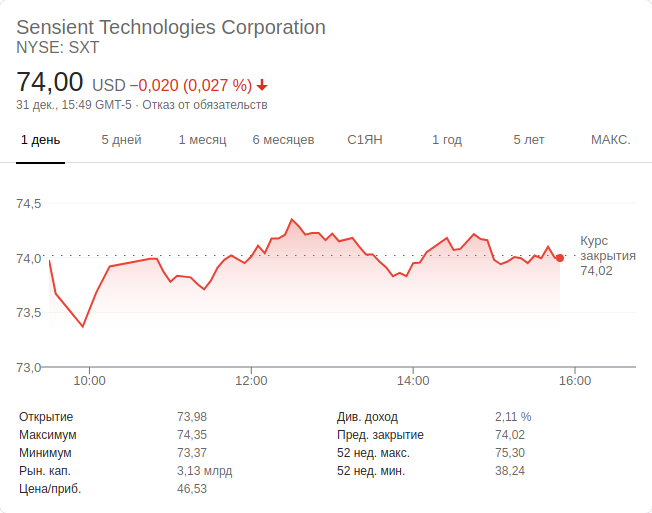 Sensient Technologies Corporation
NYSE: SXT
74,00 USD −0,020 (0,027 %)
31 дек., 15:49 GMT-5 · Отказ от обязательств
1 день 5 дней 1 месяц 6 месяцев С1ЯН 1 год 5 лет МАКС.
74,5
74,0
73,5
73,0
Курс
закрытия
74,02
10:00 12:00 14:00 16:00
Открытие 73,98 Див. доход 2,11 %
Максимум 74,35 Пред. закрытие 74,02
Минимум 73,37 52 нед. макс. 75,30
Рын. кап. 3,13 млрд 52 нед. мин. 38,24
Цена/приб. 46,53